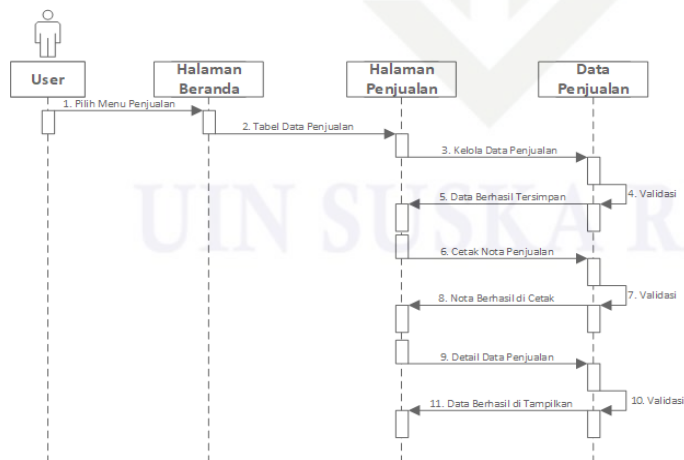 User
Halaman
Beranda
Halaman
Penjualan
Data
Penjualan
1. Pilih Menu Penjualan
2. Tabel Data Penjualan
3. Kelola Data Penjualan
4. Validasi
5. Data Berhasil Tersimpan
UIN SUSKA R
6. Cetak Nota Penjualan
7. Validasi
8. Nota Berhasil di Cetak
9. Detail Data Penjualan
10. Validasi
11. Data Berhasil di Tampilkan